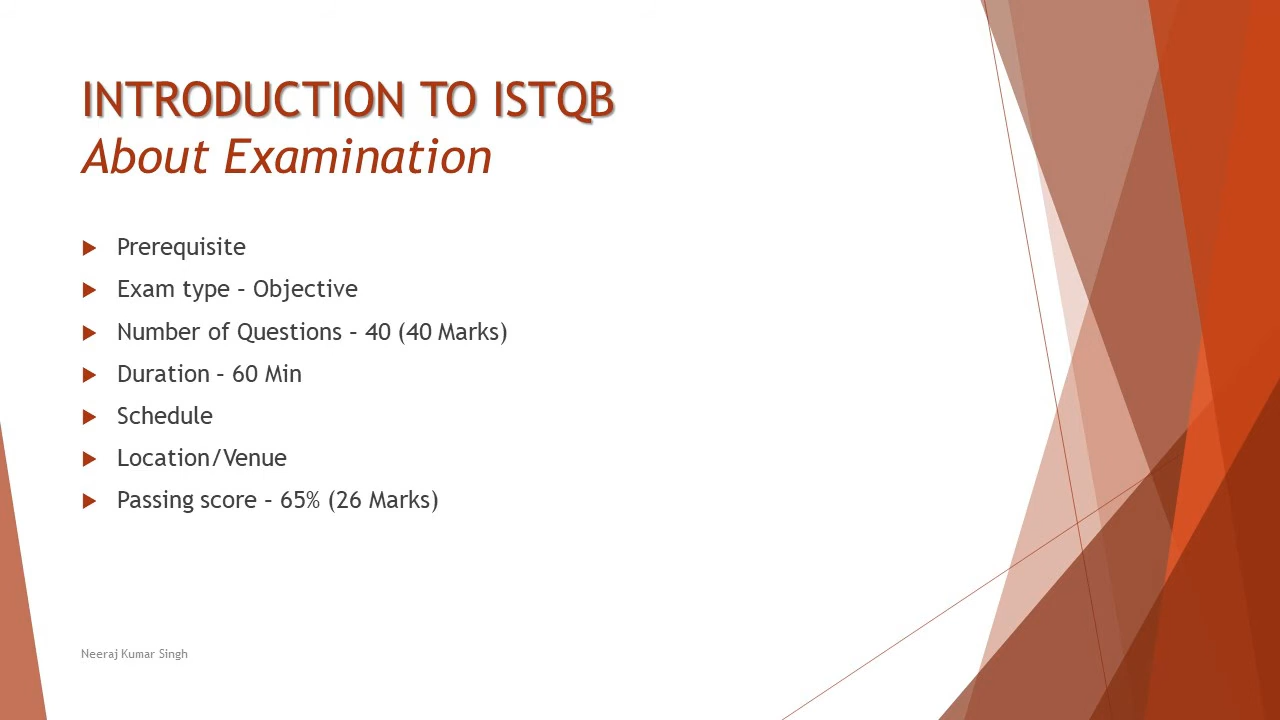 INTRODUCTION TO ISTQB
About Examination
Prerequisite
Exam type – Objective
Number of Questions – 40 (40 Marks)
Duration – 60 Min
Schedule
Location/Venue
Passing score – 65% (26 Marks)
Neeraj Kumar Singh